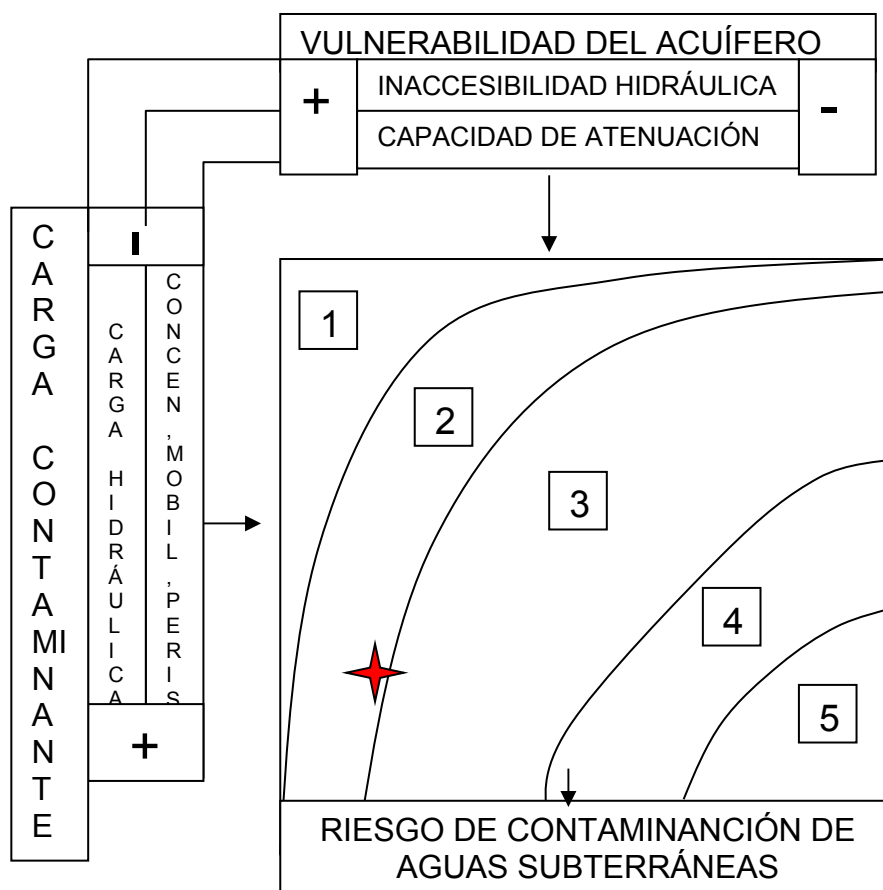 VULNERABILIDAD DEL ACUÍFERO
+
INACCESIBILIDAD HIDRÁULICA
CAPACIDAD DE ATENUACIÓN
-
CARGA CONTAMINANTE
-
CARGA HIDRÁULICA
CONCEN,MOBIL,PERIS
+
1
2
3
4
5
RIESGO DE CONTAMINANCIÓN DE
AGUAS SUBTERRÁNEAS